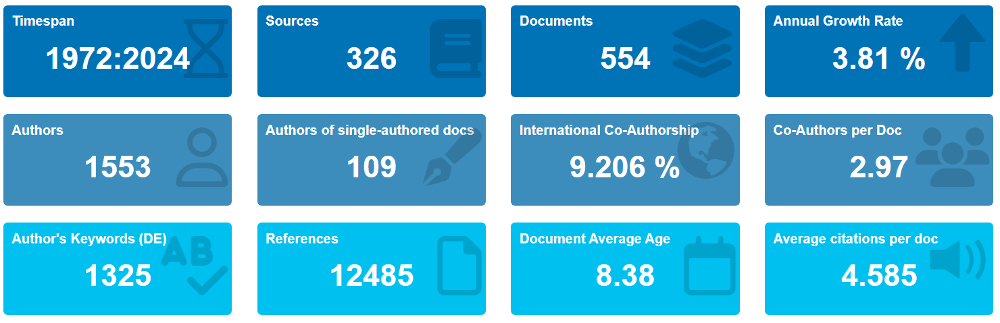 Timespan
1972:2024
Sources
326
Documents
554
Annual Growth Rate
3.81 %
Authors
1553
Authors of single-authored docs
109
International Co-Authorship
9.206 %
Co-Authors per Doc
2.97
Author's Keywords (DE)
AB
1325
References
12485
Document Average Age
8.38
Average citations per doc
4.585